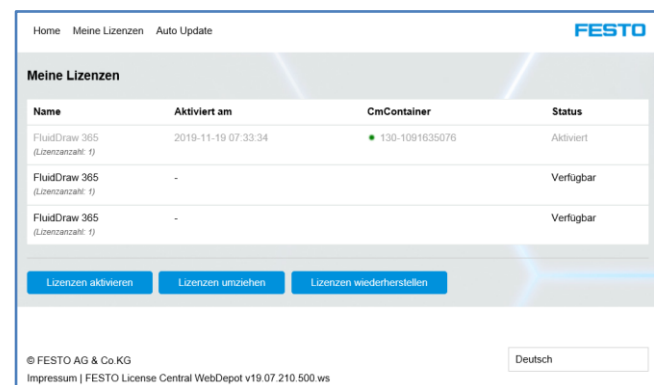 Home Meine Lizenzen Auto Update FESTO
Meine Lizenzen
Name Aktiviert am CmContainer Status
FluidDraw 365 2019-11-19 07:33:34 130-1091635076 Aktiviert
(Lizenzanzahl: 1)
FluidDraw 365 - Verfügbar
(Lizenzanzahl: 1)
FluidDraw 365 - Verfügbar
(Lizenzanzahl: 1)
Lizenzen aktivieren Lizenzen umziehen Lizenzen wiederherstellen
© FESTO AG & Co.KG Deutsch
Impressum | FESTO License Central WebDepot v19.07.210.500.ws